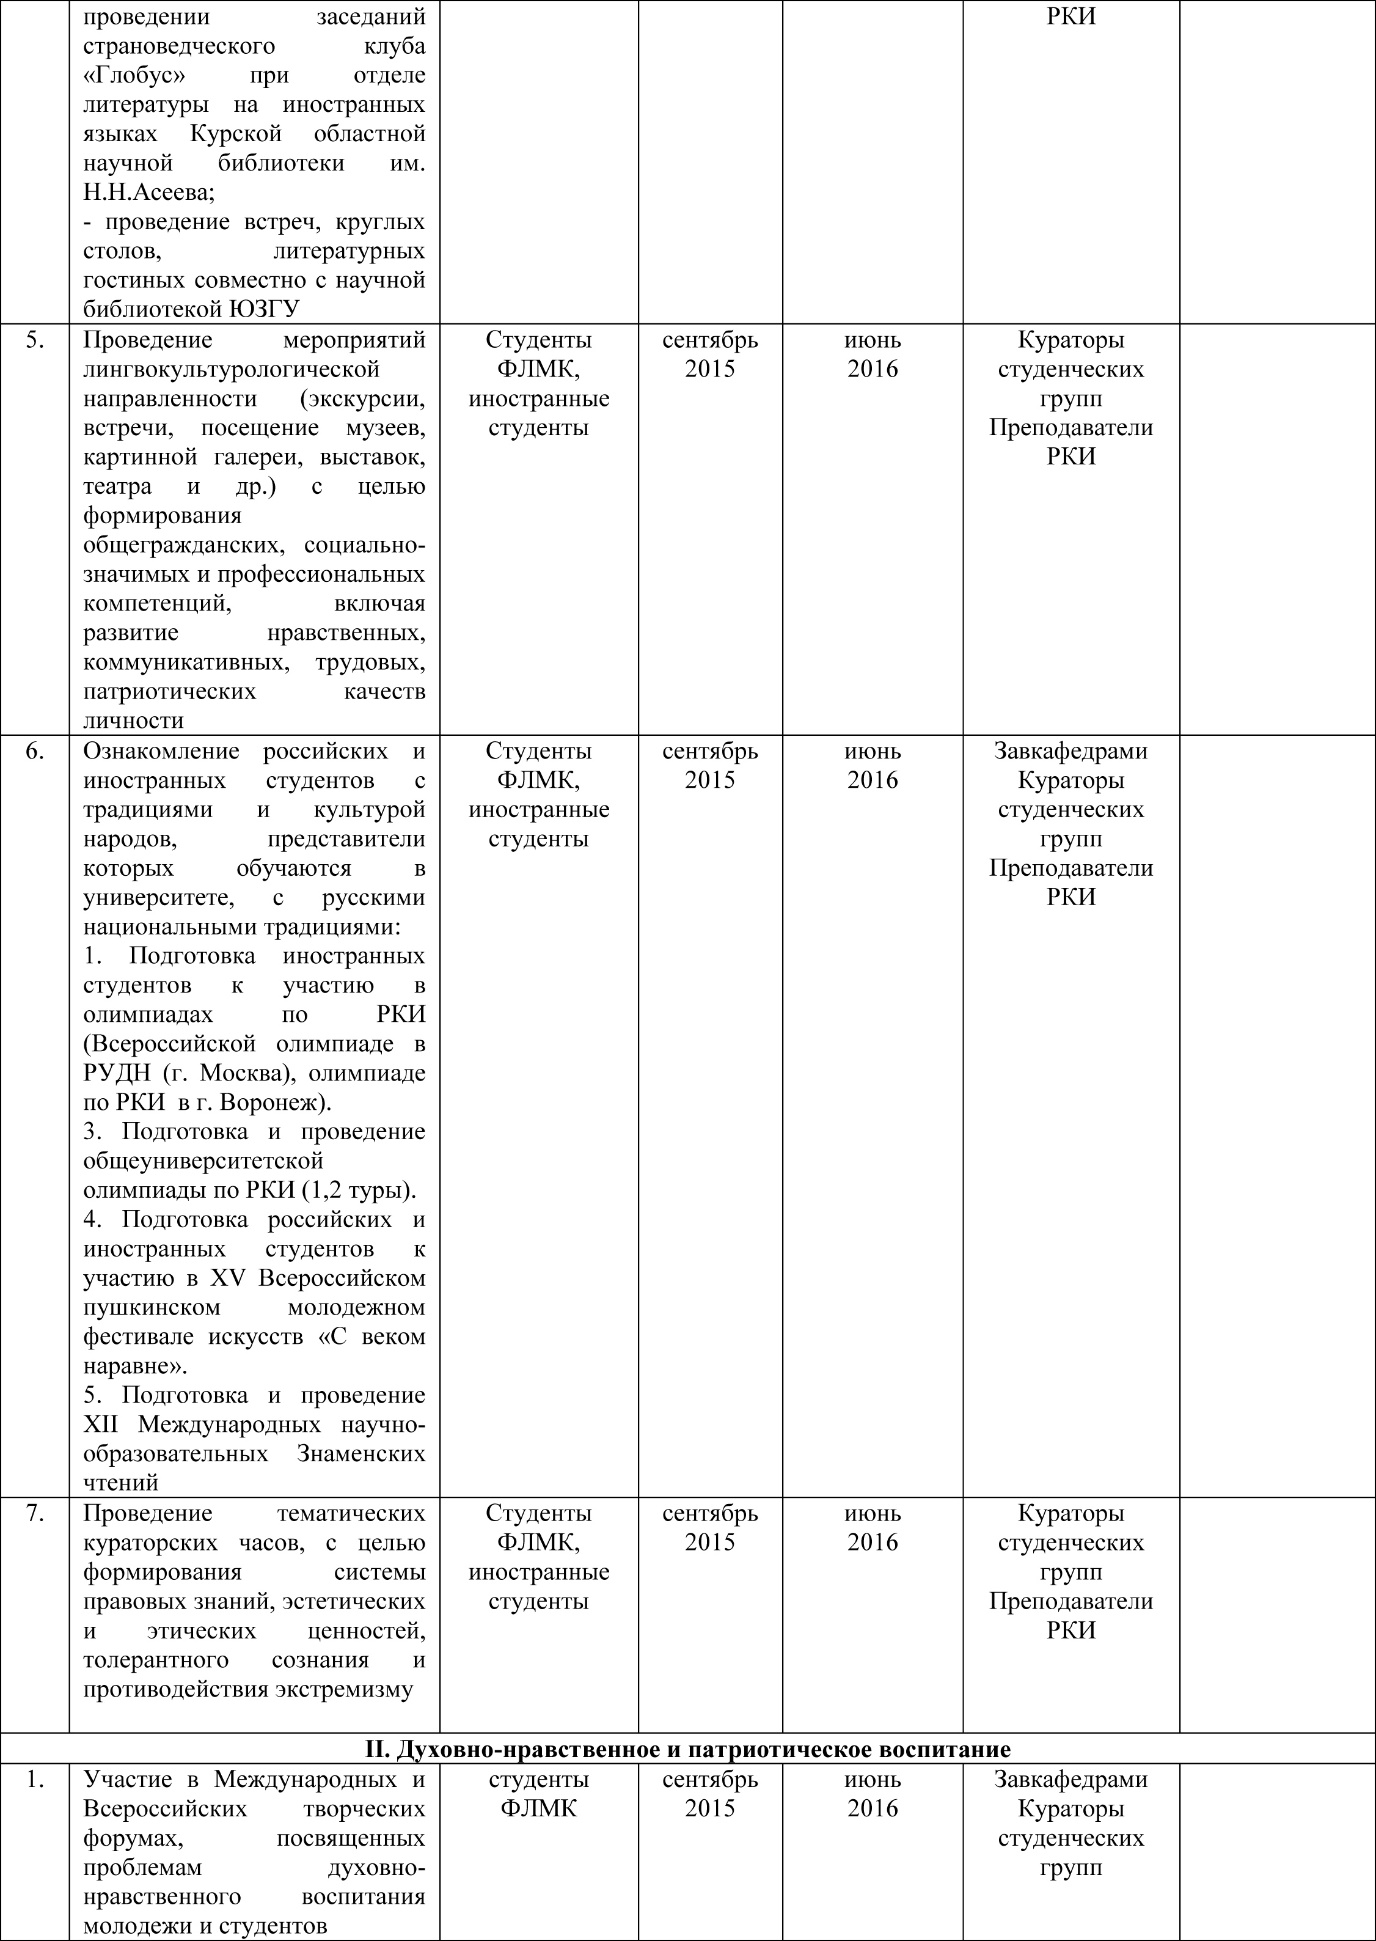 проведении заседаний
страноведческого клуба
«Глобус» при отделе
литературы на иностранных
языках Курской областной
научной библиотеки им.
Н.Н.Асеева;
- проведение встреч, круглых
столов, литературных
гостиных совместно с научной
библиотекой ЮЗГУ
РКИ
5.
Проведение мероприятий
лингвокультурологической
направленности (экскурсии,
встречи, посещение музеев,
картинной галереи, выставок,
театра и др.) с целью
формирования
общегражданских, социально-
значимых и профессиональных
компетенций, включая
развитие нравственных,
коммуникативных, трудовых,
патриотических качеств
личности
Студенты
ФЛМК,
иностранные
студенты
сентябрь
2015
июнь
2016
Кураторы
студенческих
групп
Преподаватели
РКИ
6.
Ознакомление российских и
иностранных студентов с
традициями и культурой
народов, представители
которых обучаются в
университете, с русскими
национальными традициями:
1. Подготовка иностранных
студентов к участию в
олимпиадах по РКИ
(Всероссийской олимпиаде в
РУДН (г. Москва), олимпиаде
по РКИ в г. Воронеж).
3. Подготовка и проведение
общеуниверситетской
олимпиады по РКИ (1,2 туры).
4. Подготовка российских и
иностранных студентов к
участию в XV Всероссийском
пушкинском молодежном
фестивале искусств «С веком
наравне».
5. Подготовка и проведение
XII Международных научно-
образовательных Знаменских
чтений
Студенты
ФЛМК,
иностранные
студенты
сентябрь
2015
июнь
2016
Завкафедрами
Кураторы
студенческих
групп
Преподаватели
РКИ
7.
Проведение тематических
кураторских часов, с целью
формирования системы
правовых знаний, эстетических
и этических ценностей,
толерантного сознания и
противодействия экстремизму
Студенты
ФЛМК,
иностранные
студенты
сентябрь
2015
июнь
2016
Кураторы
студенческих
групп
Преподаватели
РКИ
II. Духовно-нравственное и патриотическое воспитание
1.
Участие в Международных и
Всероссийских творческих
форумах, посвященных
проблемам духовно-
нравственного воспитания
молодежи и студентов
студенты
ФЛМК
сентябрь
2015
июнь
2016
Завкафедрами
Кураторы
студенческих
групп